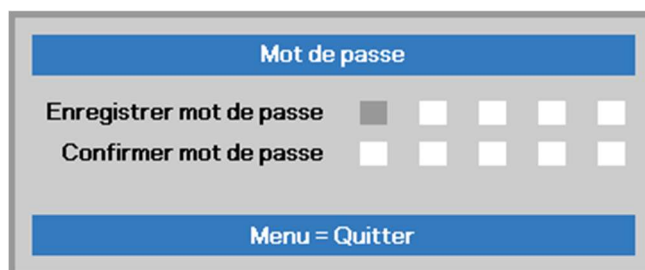 Mot de passe
Enregistrer mot de passe
Confirmer mot de passe
Menu = Quitter